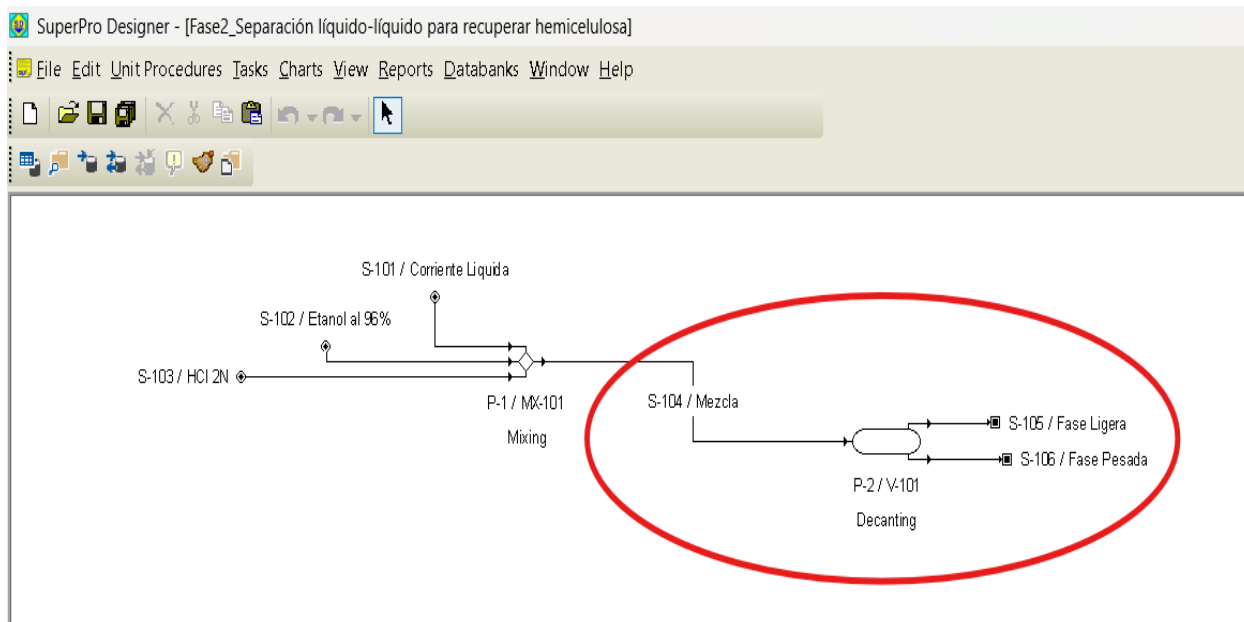 SuperPro Designer - [Fase2_Separación líquido-líquido para recuperar hemicelulosa]
File Edit Unit Procedures Tasks Charts View Reports Databanks Window Help
S-101 / Corriente Liquida
S-102 / Etanol al 96%
S-103 / HCl 2N
P-1 / MX-101
Mixing
S-104 / Mezcla
S-105 / Fase Ligera
S-106 / Fase Pesada
P-2 / V-101
Decanting